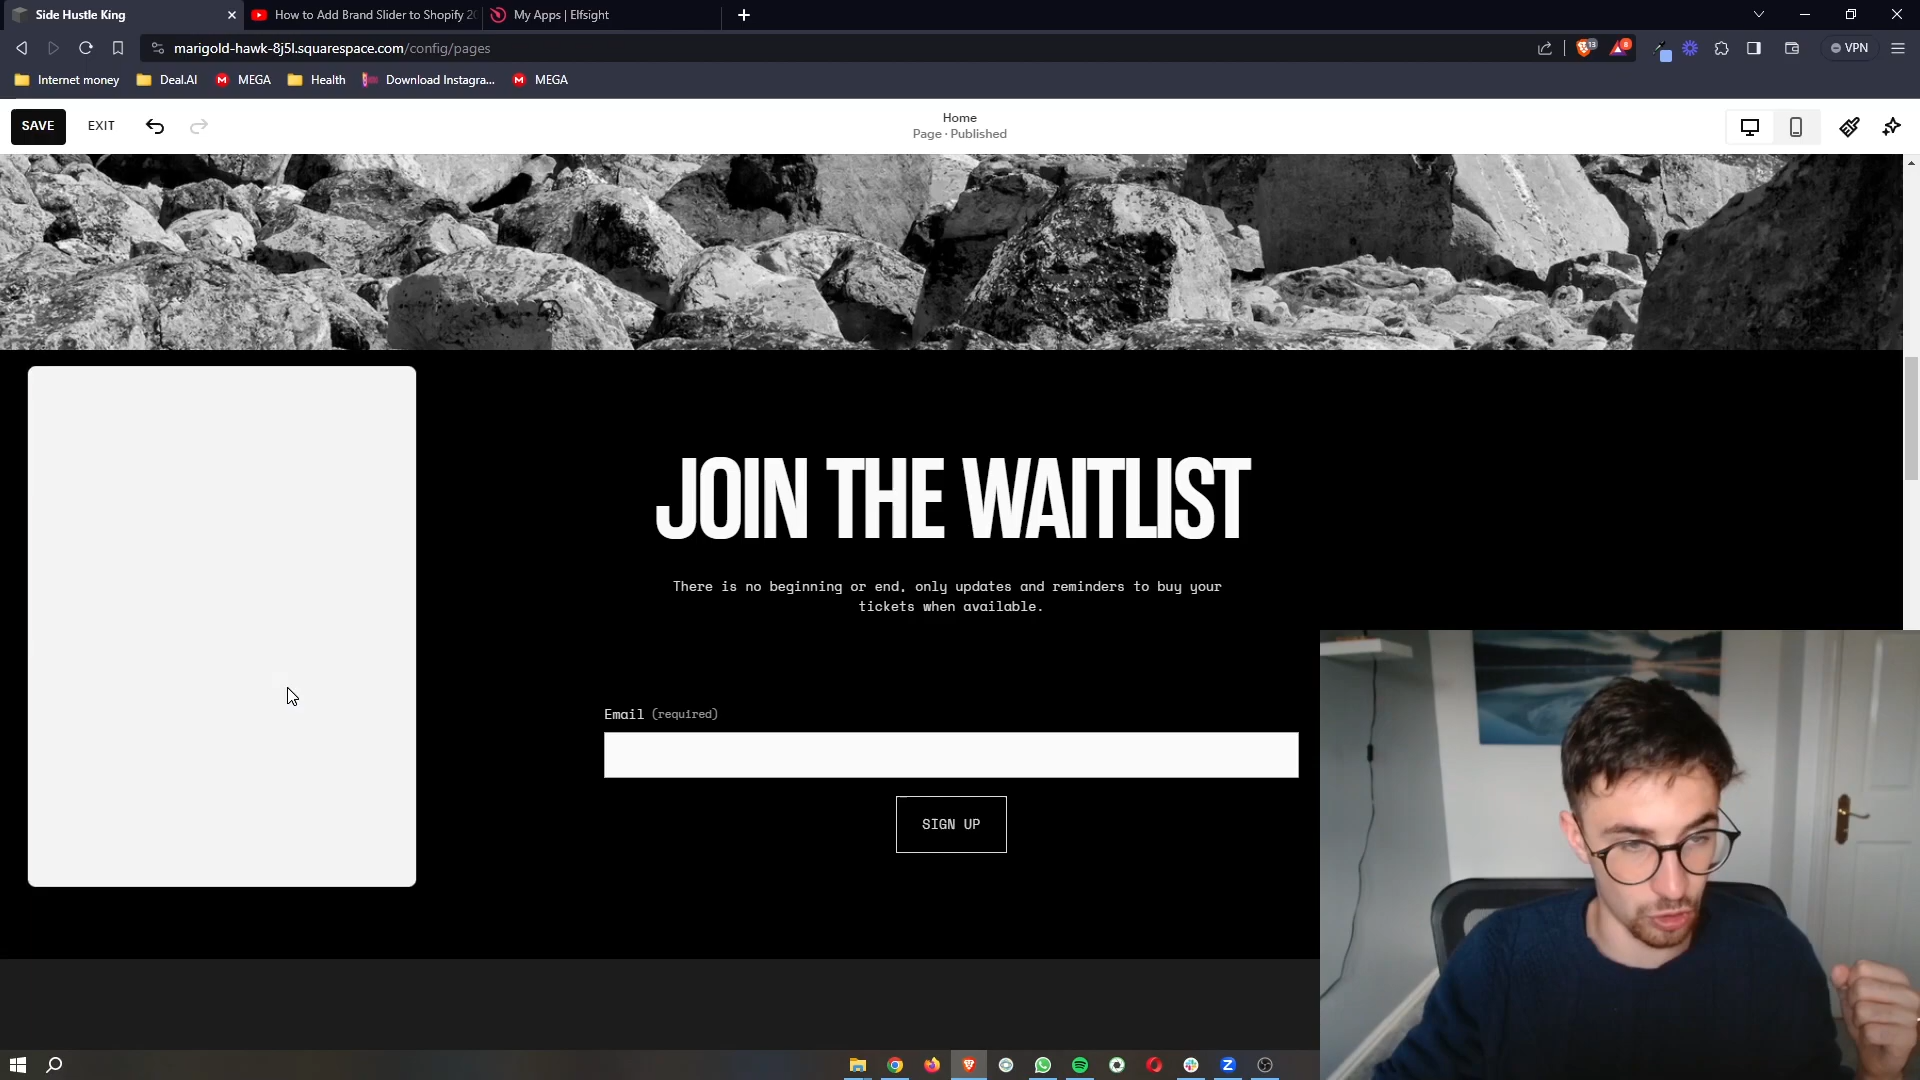 Side Hustle King
How to Add Brand Slider to Shopify 20
My Apps | Elfsight
marigold-hawk-8j5l.squarespace.com/config/pages
VPN
Internet money
Deal.AI
MEGA
Health
Download Instagra...
MEGA
SAVE
EXIT
Home
Page · Published
JOIN THE WAITLIST
There is no beginning or end, only updates and reminders to buy your
tickets when available.
Email (required)
SIGN UP